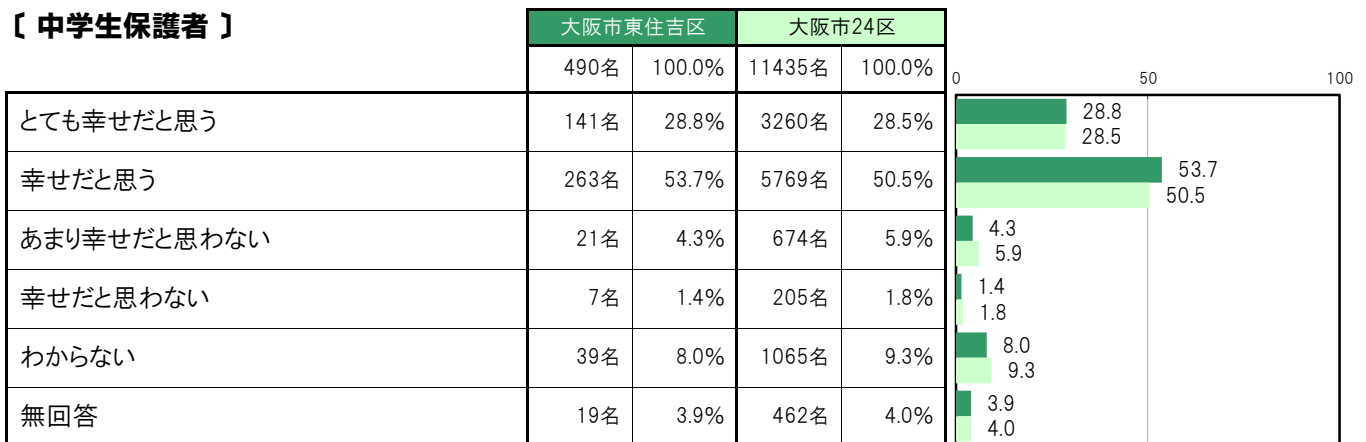 〔 中学生保護者 〕
大阪市東住吉区 大阪市24区
490名 100.0% 11435名 100.0%
0 50 100
とても幸せだと思う 141名 28.8% 3260名 28.5%
28.8
28.5
幸せだと思う 263名 53.7% 5769名 50.5%
53.7
50.5
あまり幸せだと思わない 21名 4.3% 674名 5.9%
4.3
5.9
幸せだと思わない 7名 1.4% 205名 1.8%
1.4
1.8
わからない 39名 8.0% 1065名 9.3%
8.0
9.3
無回答 19名 3.9% 462名 4.0%
3.9
4.0